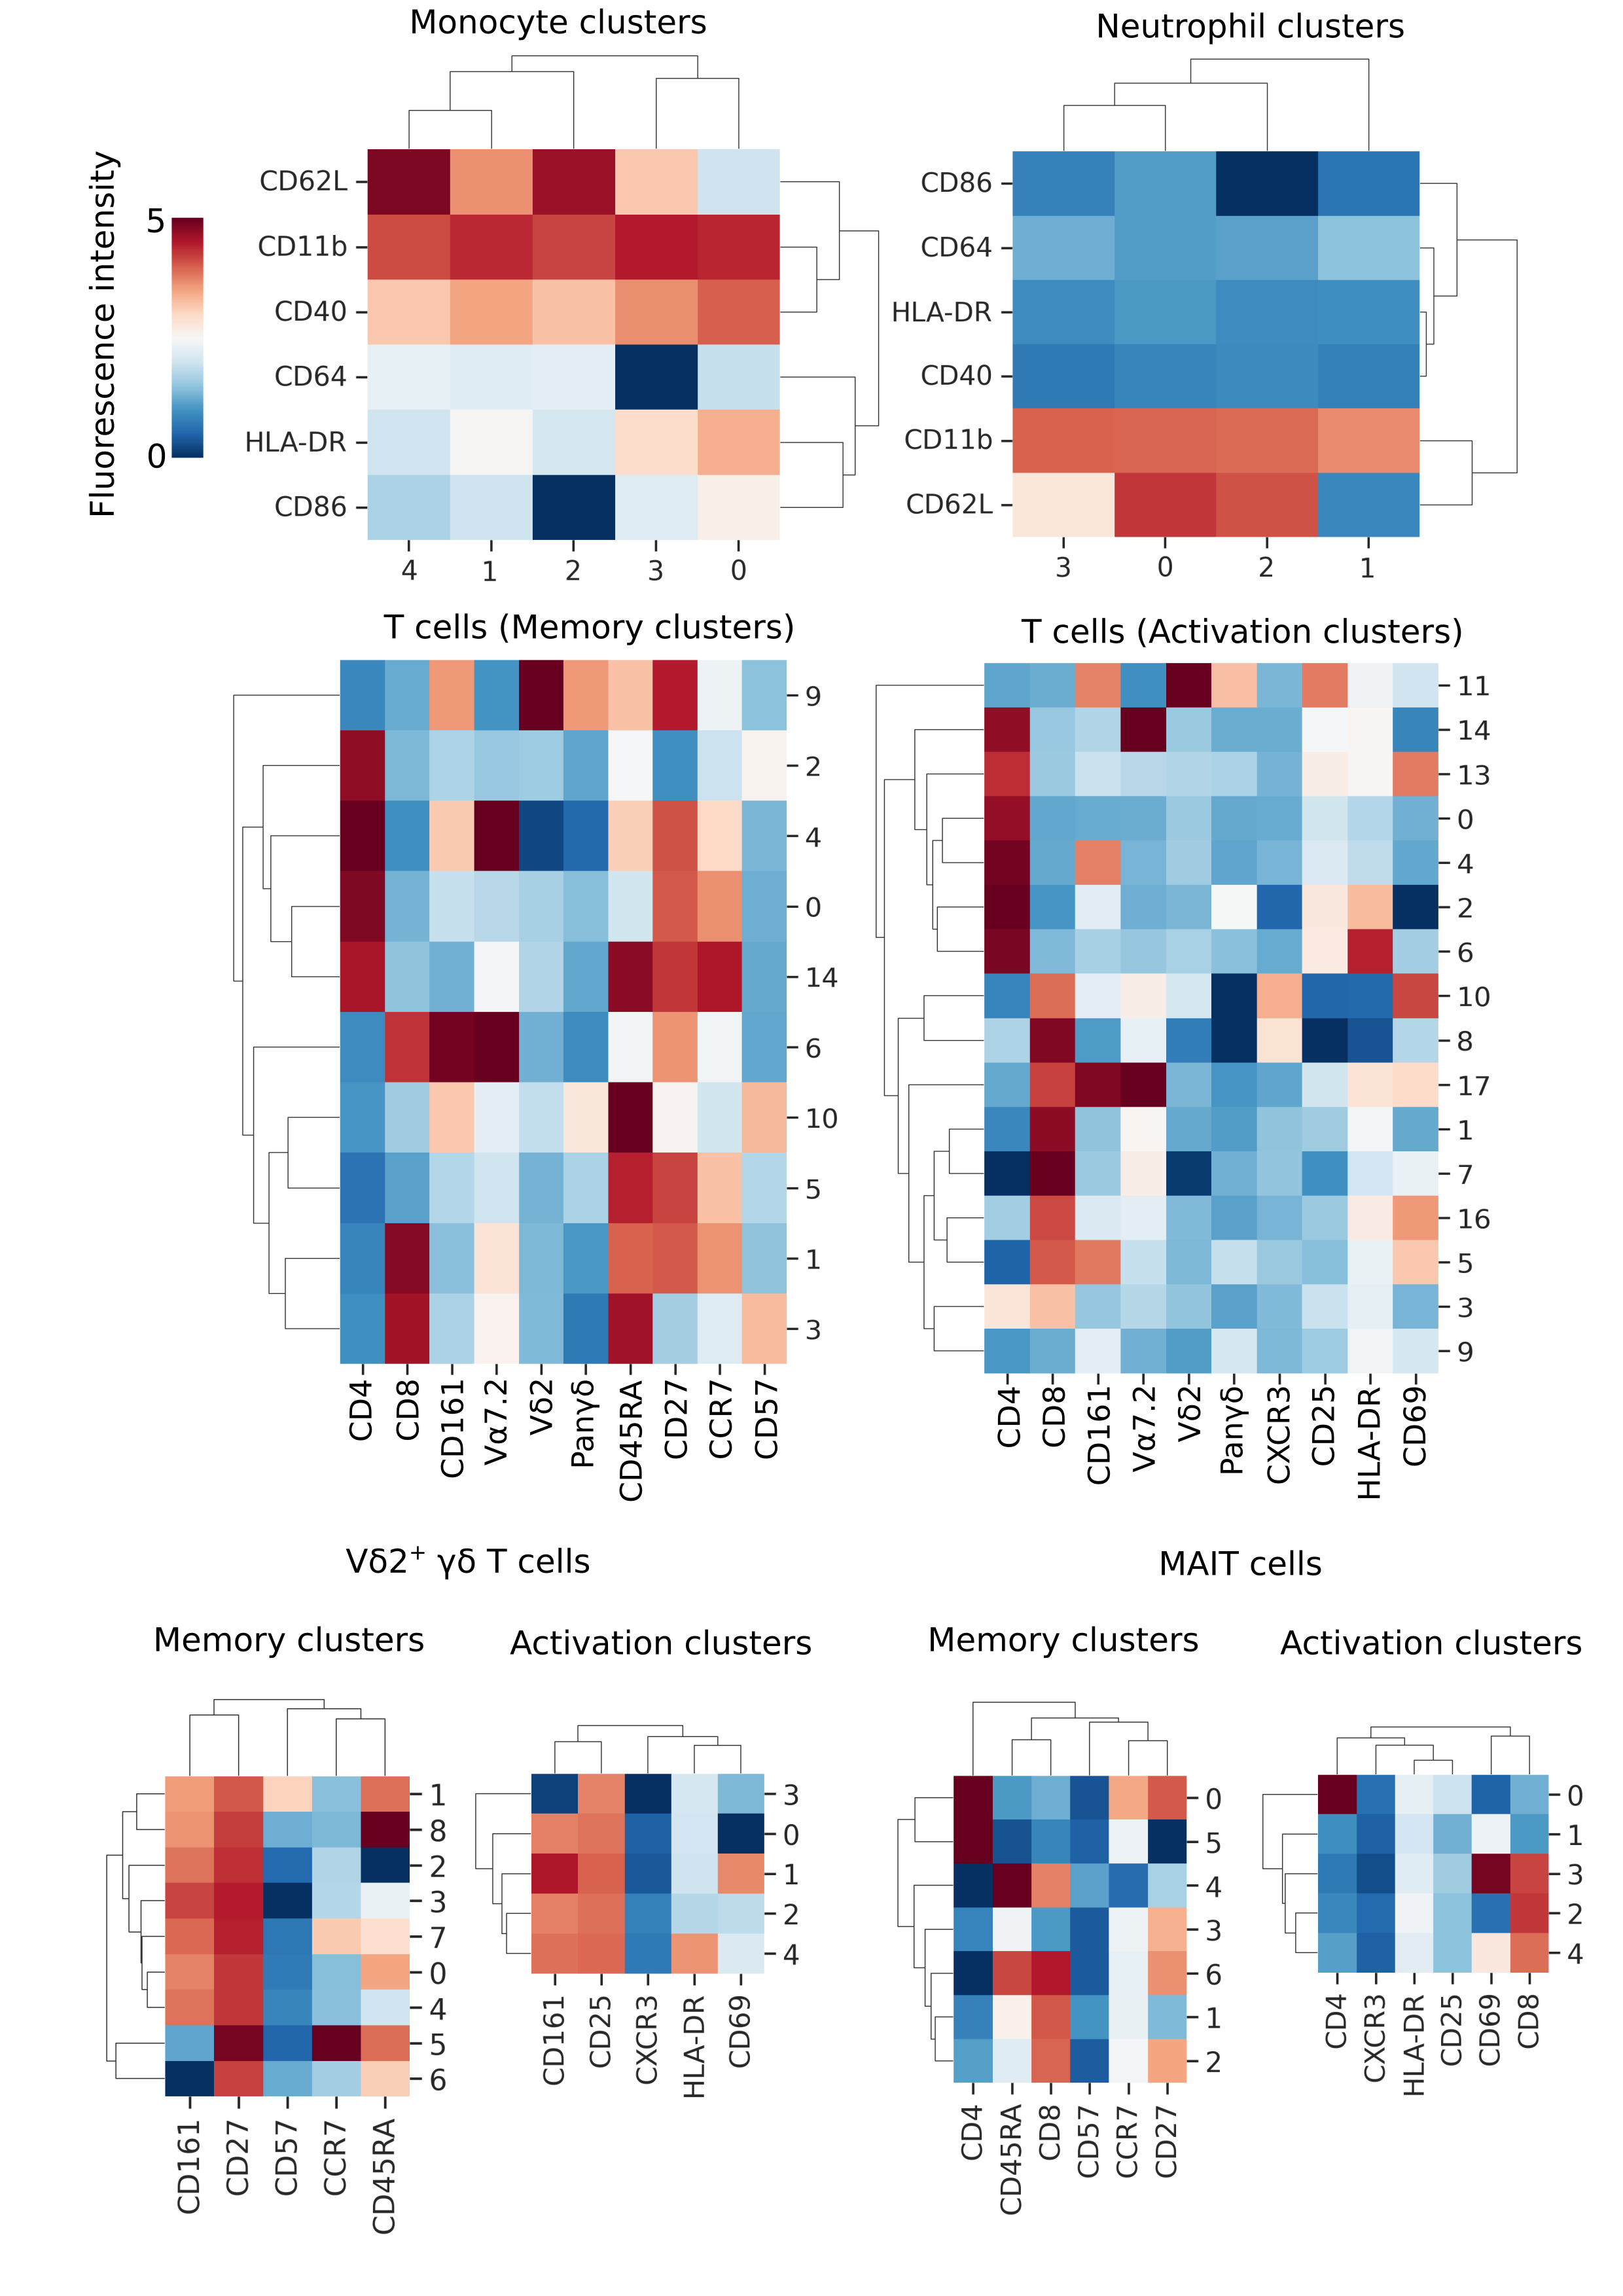 Monocyte clusters
Neutrophil clusters
Fluorescence intensity
5
0
CD62L
CD11b
CD40
CD64
HLA-DR
CD86
4 1 2 3 0
CD86
CD64
HLA-DR
CD40
CD11b
CD62L
3 0 2 1
T cells (Memory clusters)
9
2
4
0
14
6
10
5
1
3
CD4 CD8 CD161 Vα7.2 Vδ2 Panγδ CD45RA CD27 CCR7 CD57
T cells (Activation clusters)
11
14
13
0
4
2
6
10
8
17
1
7
16
5
3
9
CD4 CD8 CD161 Vα7.2 Vδ2 Panγδ CXCR3 CD25 HLA-DR CD69
Vδ2⁺ γδ T cells
Memory clusters
1
8
2
3
7
0
4
5
6
CD161 CD27 CD57 CCR7 CD45RA
Activation clusters
3
0
1
2
4
CD161 CD25 CXCR3 HLA-DR CD69
MAIT cells
Memory clusters
0
5
4
3
6
1
2
CD4 CD45RA CD8 CD57 CCR7 CD27
Activation clusters
0
1
3
2
4
CD4 CXCR3 HLA-DR CD25 CD69 CD8